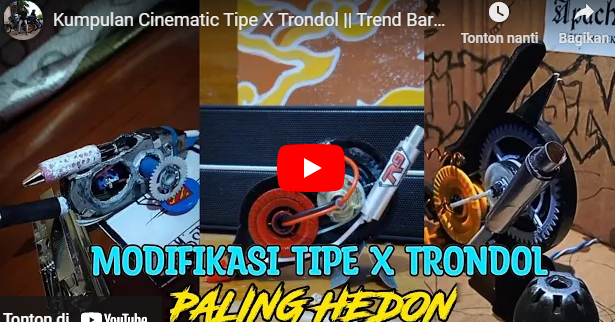 Kumpulan Cinematic Tipe X Trondol || Trend Bar...
Tonton nanti
Bagikan
MODIFIKASI TIPE X TRONDOL
PALING HEDON
Tonton di YouTube